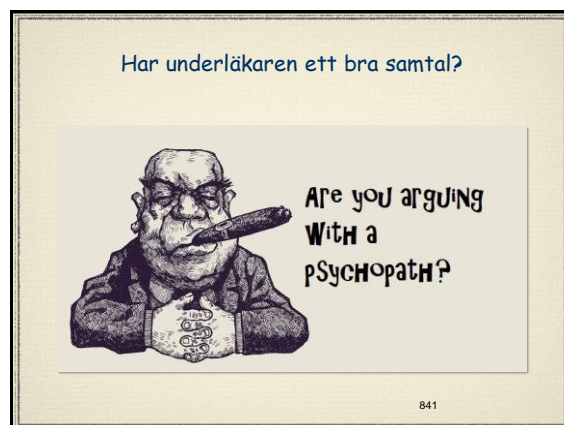 Har underläkaren ett bra samtal?
Are you arguing
With a
psychopath?
841